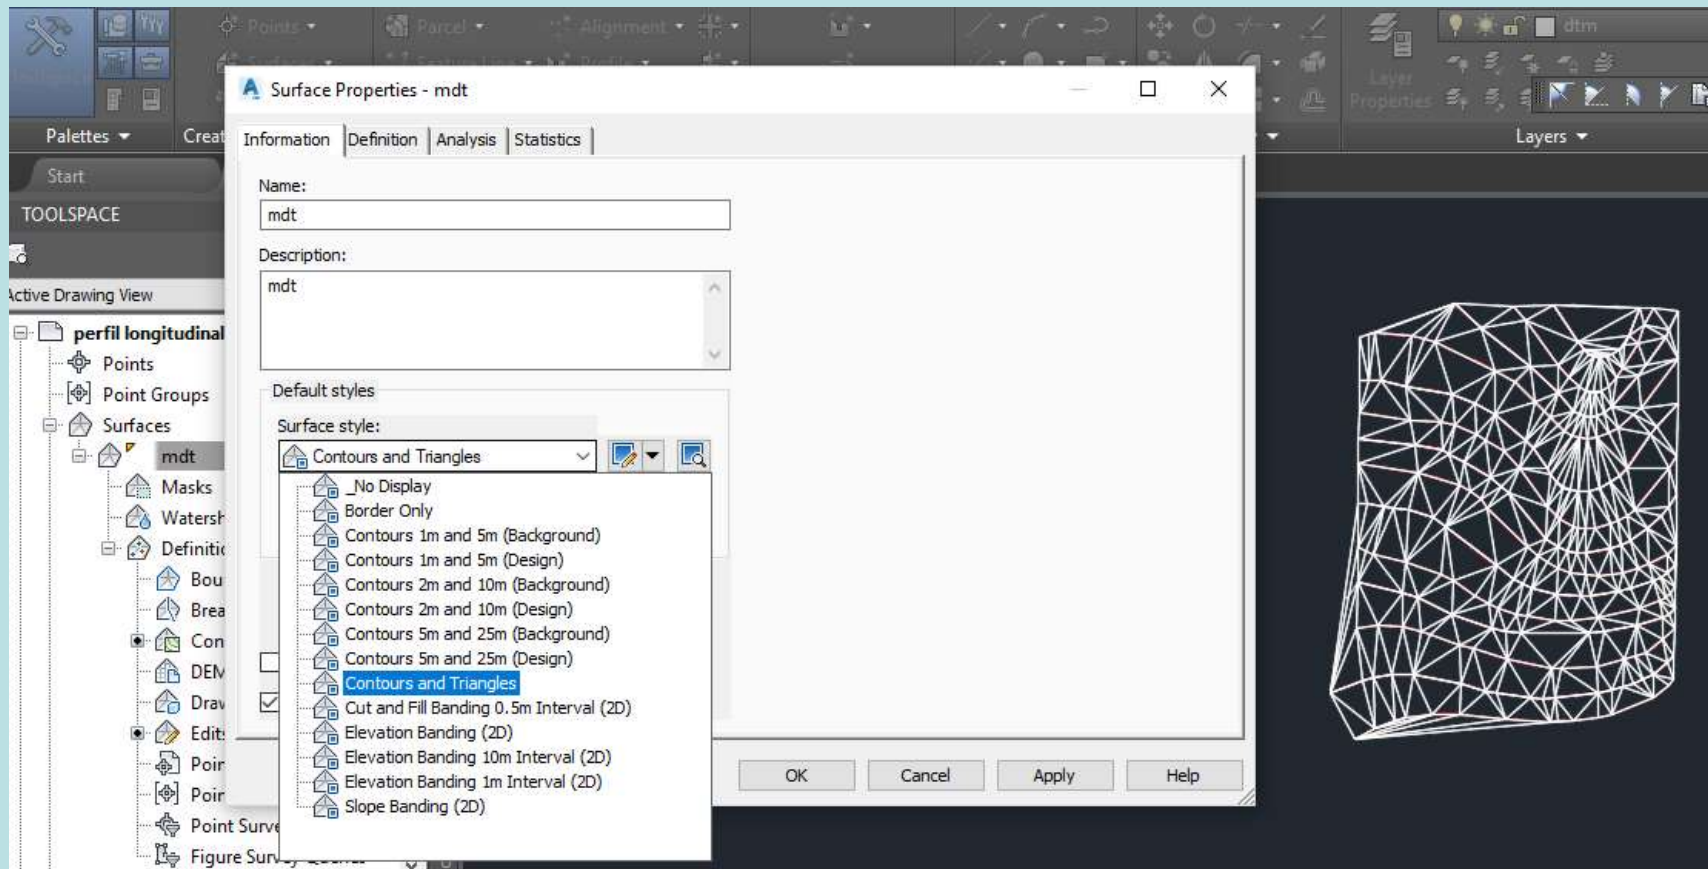 Points
Parcel
Alignment
dtm
Surface Properties - mdt
Layer
Properties
Palettes
Creat
Layers
Information
Definition
Analysis
Statistics
Start
TOOLSPACE
Name:
mdt
Description:
mdt
Active Drawing View
perfil longitudinal
Points
Point Groups
Surfaces
mdt
Masks
Watersh
Definitio
Bou
Brea
Con
DEM
Draw
Edits
Poin
Poin
Point Surve
Figure Surv
Default styles
Surface style:
Contours and Triangles
_No Display
Border Only
Contours 1m and 5m (Background)
Contours 1m and 5m (Design)
Contours 2m and 10m (Background)
Contours 2m and 10m (Design)
Contours 5m and 25m (Background)
Contours 5m and 25m (Design)
Contours and Triangles
Cut and Fill Banding 0.5m Interval (2D)
Elevation Banding (2D)
Elevation Banding 10m Interval (2D)
Elevation Banding 1m Interval (2D)
Slope Banding (2D)
OK
Cancel
Apply
Help